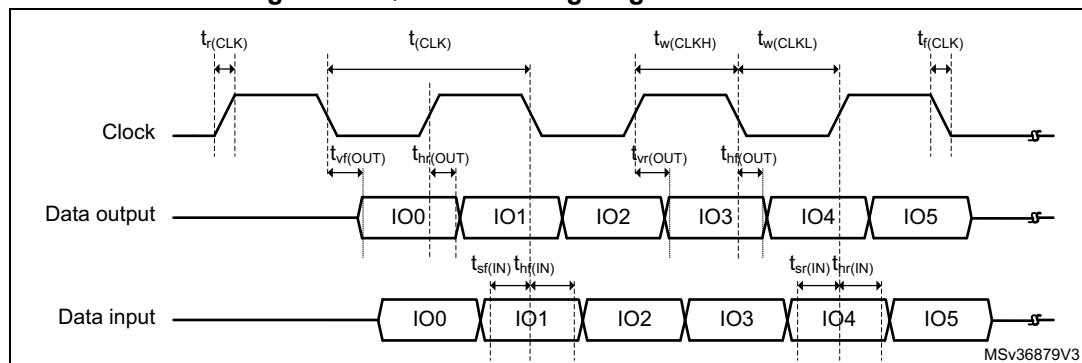 t_r(CLK) t_(CLK) t_w(CLKH) t_w(CLKL) t_f(CLK)
Clock
t_vf(OUT) t_hr(OUT) t_vr(OUT) t_hf(OUT)
Data output IO0 IO1 IO2 IO3 IO4 IO5
t_sf(IN) t_hf(IN) t_sr(IN) t_hr(IN)
Data input IO0 IO1 IO2 IO3 IO4 IO5
MSv36879V3